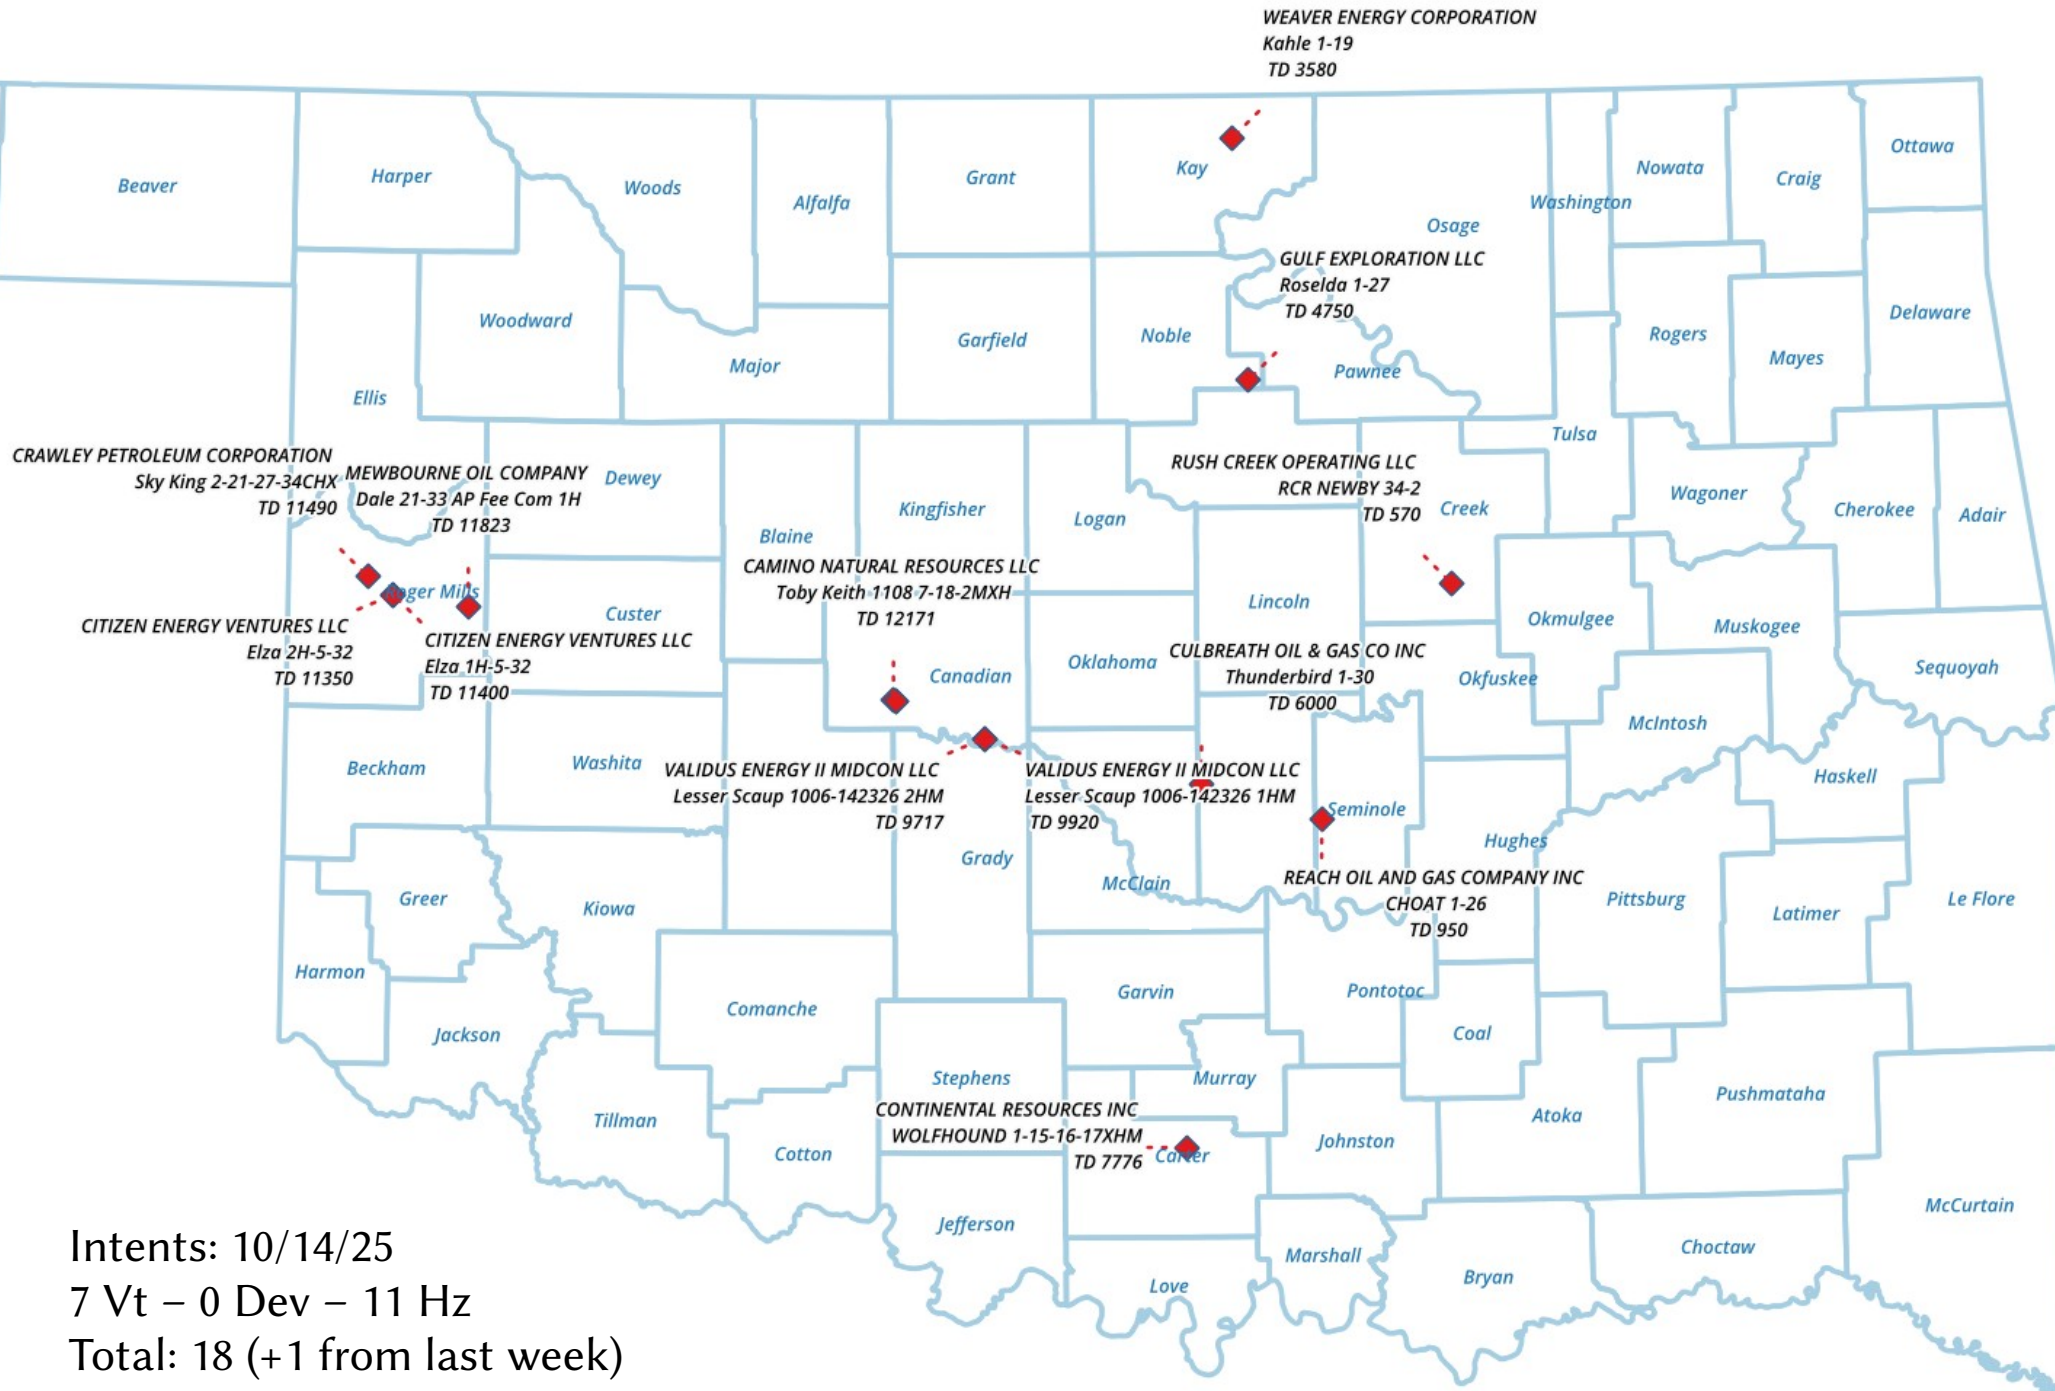 WEAVER ENERGY CORPORATION
Kahle 1-19
TD 3580
Beaver
Harper
Woods
Alfalfa
Grant
Kay
Osage
Washington
Nowata
Craig
Ottawa
GULF EXPLORATION LLC
Roselda 1-27
TD 4750
Ellis
Woodward
Major
Garfield
Noble
Pawnee
Rogers
Mayes
Delaware
CRAWLEY PETROLEUM CORPORATION
Sky King 2-21-27-34CHX
TD 11490
MEWBOURNE OIL COMPANY
Dale 21-33 AP Fee Com 1H
TD 11823
Dewey
Blaine
Kingfisher
Logan
RUSH CREEK OPERATING LLC
RCR NEWBY 34-2
TD 570
Creek
Tulsa
Wagoner
Cherokee
Adair
Roger Mills
CITIZEN ENERGY VENTURES LLC
Elza 2H-5-32
TD 11350
CITIZEN ENERGY VENTURES LLC
Elza 1H-5-32
TD 11400
Custer
CAMINO NATURAL RESOURCES LLC
Toby Keith 1108 7-18-2MXH
TD 12171
Canadian
Oklahoma
Lincoln
CULBREATH OIL & GAS CO INC
Thunderbird 1-30
TD 6000
Okfuskee
Okmulgee
Muskogee
McIntosh
Sequoyah
Beckham
Washita
VALIDUS ENERGY II MIDCON LLC
Lesser Scaup 1006-142326 2HM
TD 9717
VALIDUS ENERGY II MIDCON LLC
Lesser Scaup 1006-142326 1HM
TD 9920
Seminole
Hughes
Haskell
Grady
McClain
REACH OIL AND GAS COMPANY INC
CHOAT 1-26
TD 950
Pittsburg
Latimer
Le Flore
Greer
Kiowa
Harmon
Jackson
Comanche
Garvin
Pontotoc
Coal
Stephens
Murray
Tillman
Cotton
CONTINENTAL RESOURCES INC
WOLFHOUND 1-15-16-17XHM
TD 7776
Carter
Johnston
Atoka
Pushmataha
McCurtain
Jefferson
Love
Marshall
Bryan
Choctaw
Intents: 10/14/25
7 Vt – 0 Dev – 11 Hz
Total: 18 (+1 from last week)